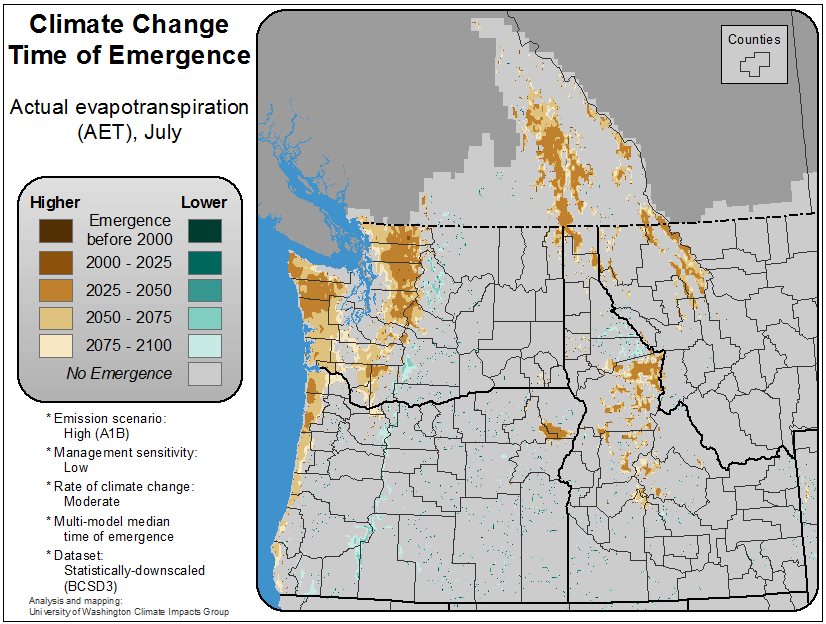 Climate Change
Time of Emergence
Actual evapotranspiration
(AET), July
Higher
Lower
Emergence
before 2000
2000 - 2025
2025 - 2050
2050 - 2075
2075 - 2100
No Emergence
* Emission scenario:
High (A1B)
* Management sensitivity:
Low
* Rate of climate change:
Moderate
* Multi-model median
time of emergence
* Dataset:
Statistically-downscaled
(BCSD3)
Analysis and mapping:
University of Washington Climate Impacts Group
Counties